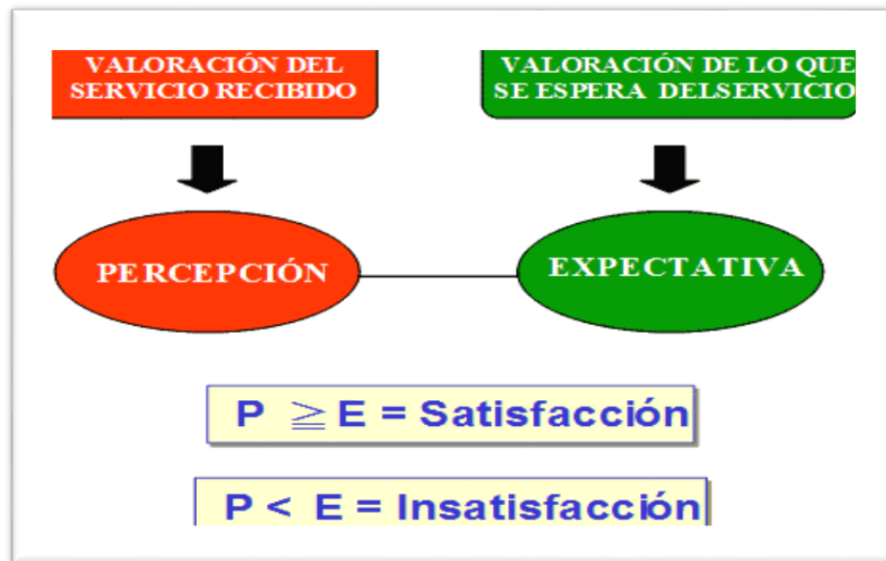 VALORACIÓN DEL
SERVICIO RECIBIDO
VALORACIÓN DE LO QUE
SE ESPERA DELSERVICIO
PERCEPCIÓN
EXPECTATIVA
P ≧ E = Satisfacción
P < E = Insatisfacción